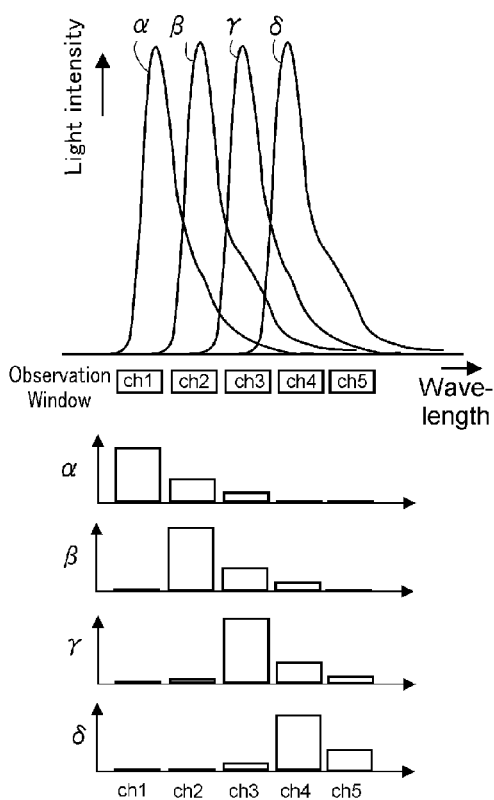 α β γ δ
Light intensity
Observation
Window
ch1 ch2 ch3 ch4 ch5
Wave-
length
α
β
γ
δ
ch1 ch2 ch3 ch4 ch5